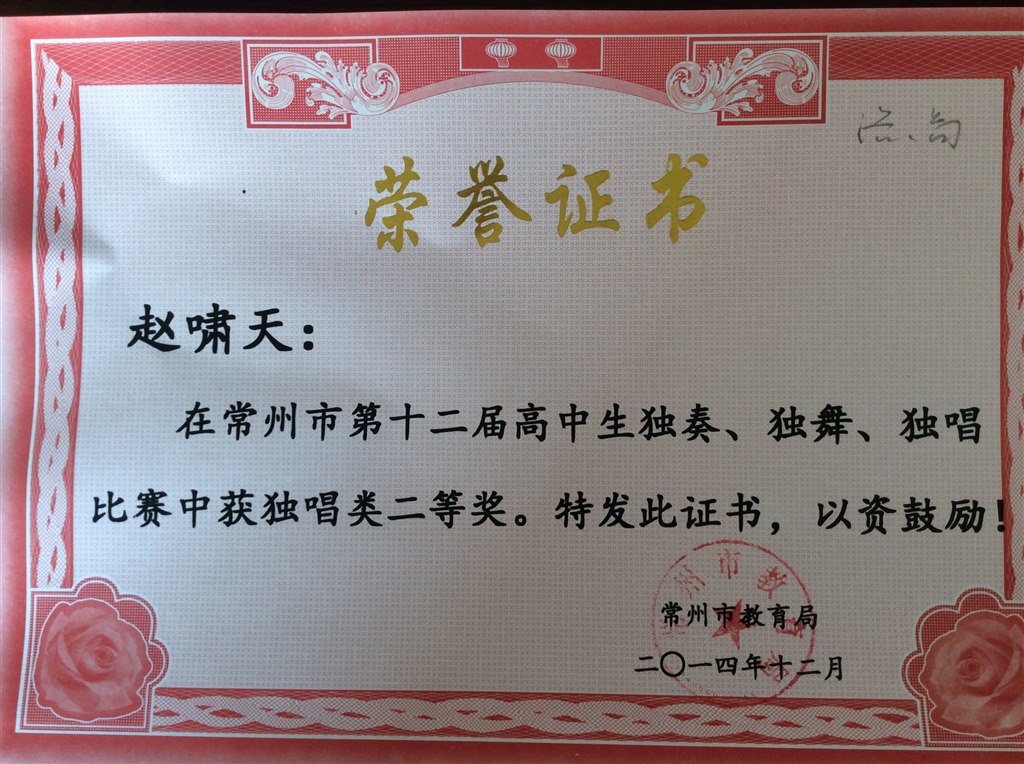 荣誉证书
赵啸天：
在常州市第十二届高中生独奏、独舞、独唱
比赛中获独唱类二等奖。特发此证书，以资鼓励！
常州市教育局
二〇一四年十二月